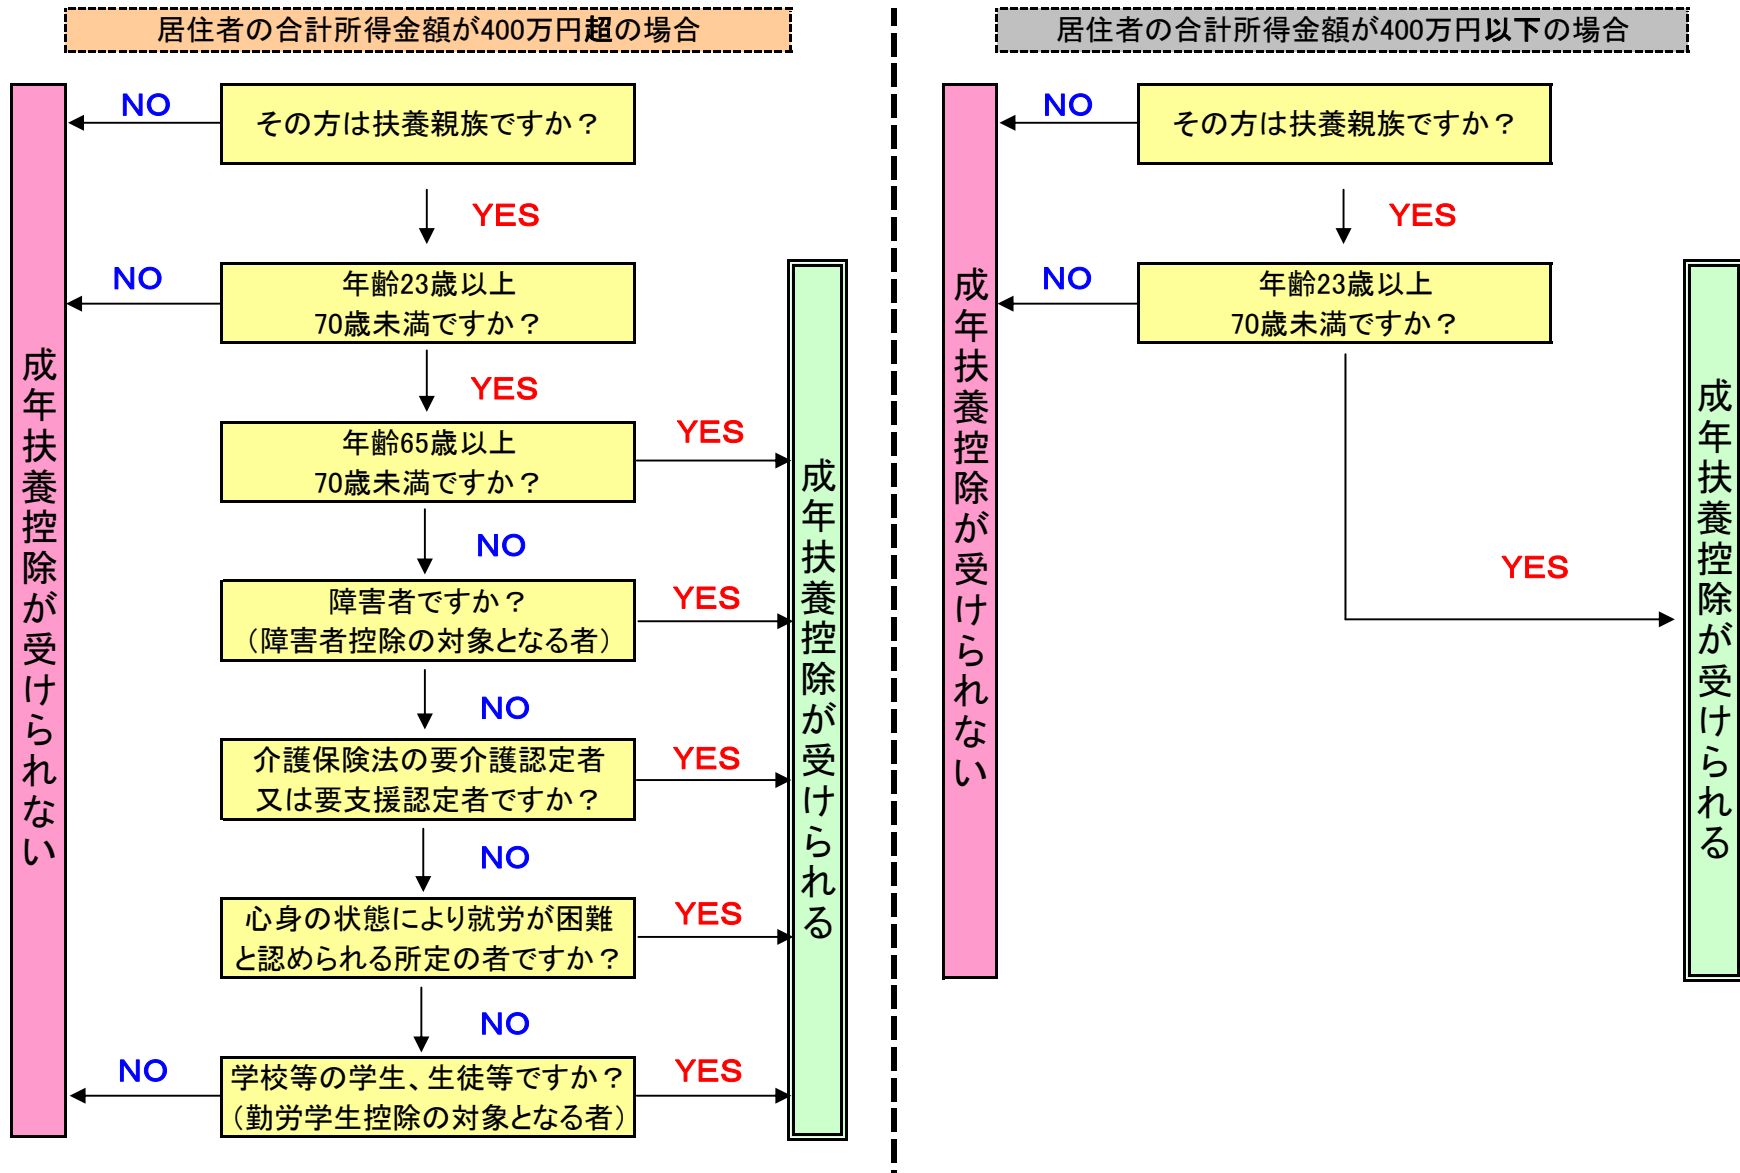 居住者の合計所得金額が400万円超の場合
NO
その方は扶養親族ですか？
YES
NO
年齢23歳以上
70歳未満ですか？
YES
年齢65歳以上
70歳未満ですか？
YES
NO
障害者ですか？
（障害者控除の対象となる者）
YES
NO
介護保険法の要介護認定者
又は要支援認定者ですか？
YES
NO
心身の状態により就労が困難
と認められる所定の者ですか？
YES
NO
NO
学校等の学生、生徒等ですか？
（勤労学生控除の対象となる者）
YES
成年扶養控除が受けられない
成年扶養控除が受けられる
居住者の合計所得金額が400万円以下の場合
NO
その方は扶養親族ですか？
YES
NO
年齢23歳以上
70歳未満ですか？
YES
成年扶養控除が受けられない
成年扶養控除が受けられる